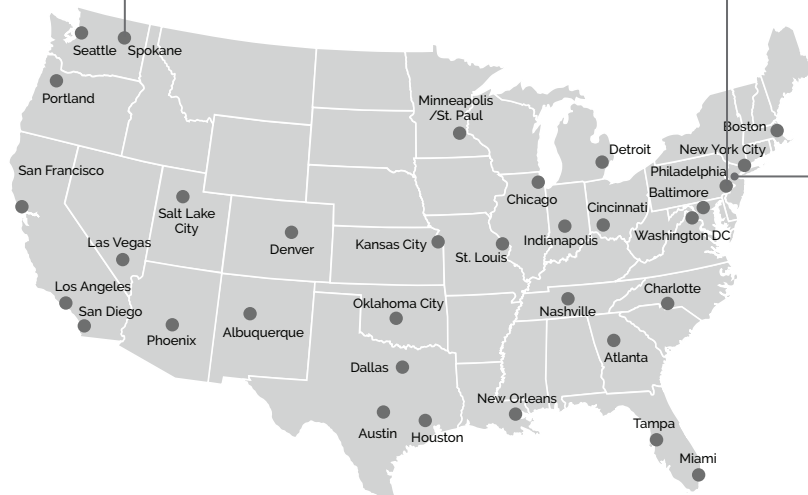 Seattle
Spokane
Portland
Minneapolis
/St. Paul
Boston
Detroit
New York City
San Francisco
Philadelphia
Baltimore
Chicago
Salt Lake
City
Cincinnati
Las Vegas
Denver
Kansas City
St. Louis
Indianapolis
Washington DC
Los Angeles
San Diego
Oklahoma City
Charlotte
Nashville
Phoenix
Albuquerque
Atlanta
Dallas
New Orleans
Austin
Houston
Tampa
Miami